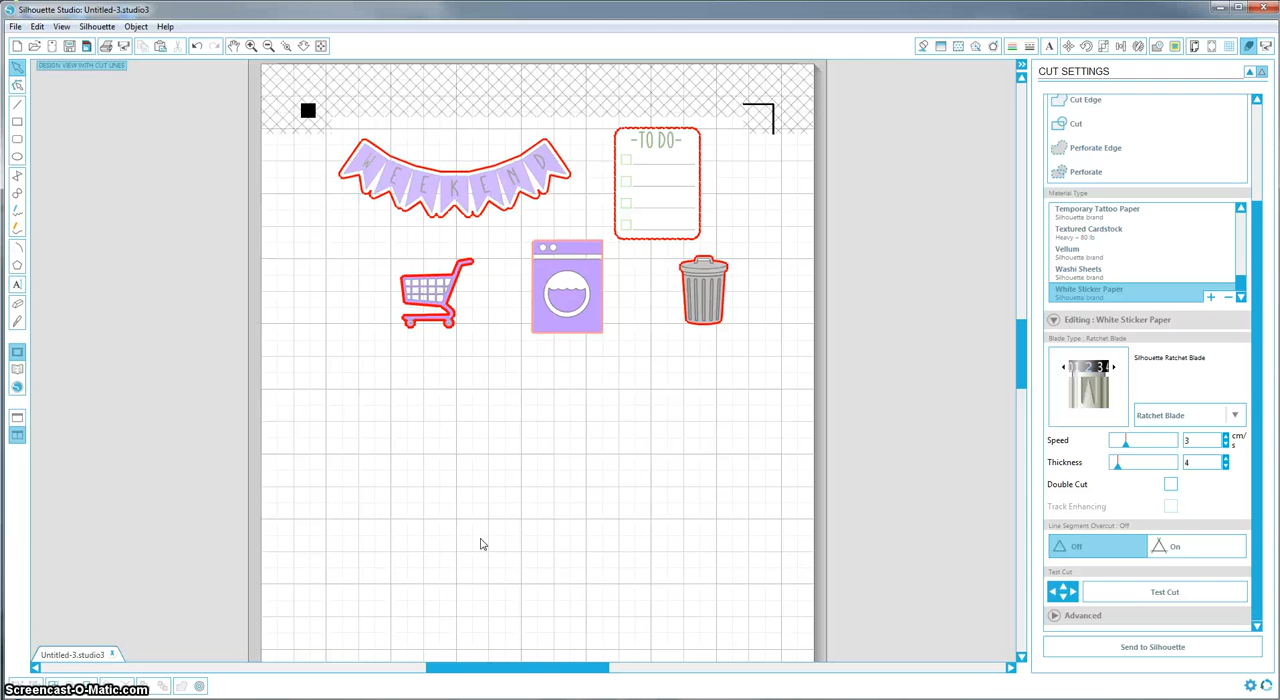 Silhouette Studio: Untitled-3.studio3
File Edit View Silhouette Object Help
DESIGN VIEW WITH CUT LINES
CUT SETTINGS
Cut Edge
Cut
Perforate Edge
Perforate
Material Type
Temporary Tattoo Paper
Silhouette brand
Textured Cardstock
Heavy ~ 80 lbs
Vellum
Silhouette brand
Washi Sheets
Silhouette brand
White Sticker Paper
Silhouette brand
Editing : White Sticker Paper
Blade Type : Ratchet Blade
Silhouette Ratchet Blade
Ratchet Blade
Speed 3 cm/s
Thickness 4
Double Cut
Track Enhancing
Line Segment Overcut : Off
Off On
Test Cut
Test Cut
Advanced
Send to Silhouette
WEEKEND
-TO DO-
Untitled-3.studio3
Screencast-O-Matic.com